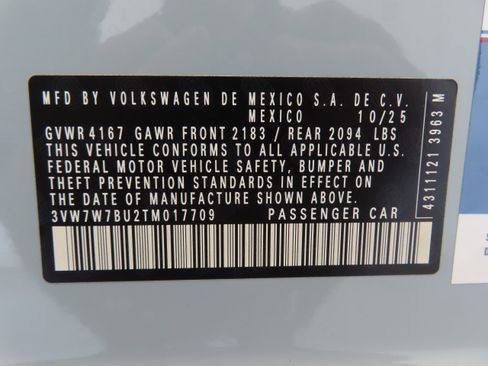 MFD BY VOLKSWAGEN DE MEXICO S.A. DE C.V.
MEXICO 10/25
GVWR 4167 GAWR FRONT 2183 / REAR 2094 LBS
THIS VEHICLE CONFORMS TO ALL APPLICABLE U.S.
FEDERAL MOTOR VEHICLE SAFETY, BUMPER AND
THEFT PREVENTION STANDARDS IN EFFECT ON
THE DATE OF MANUFACTURE SHOWN ABOVE.
3VW7W7BU2TM017709 PASSENGER CAR
4311121 3963 M